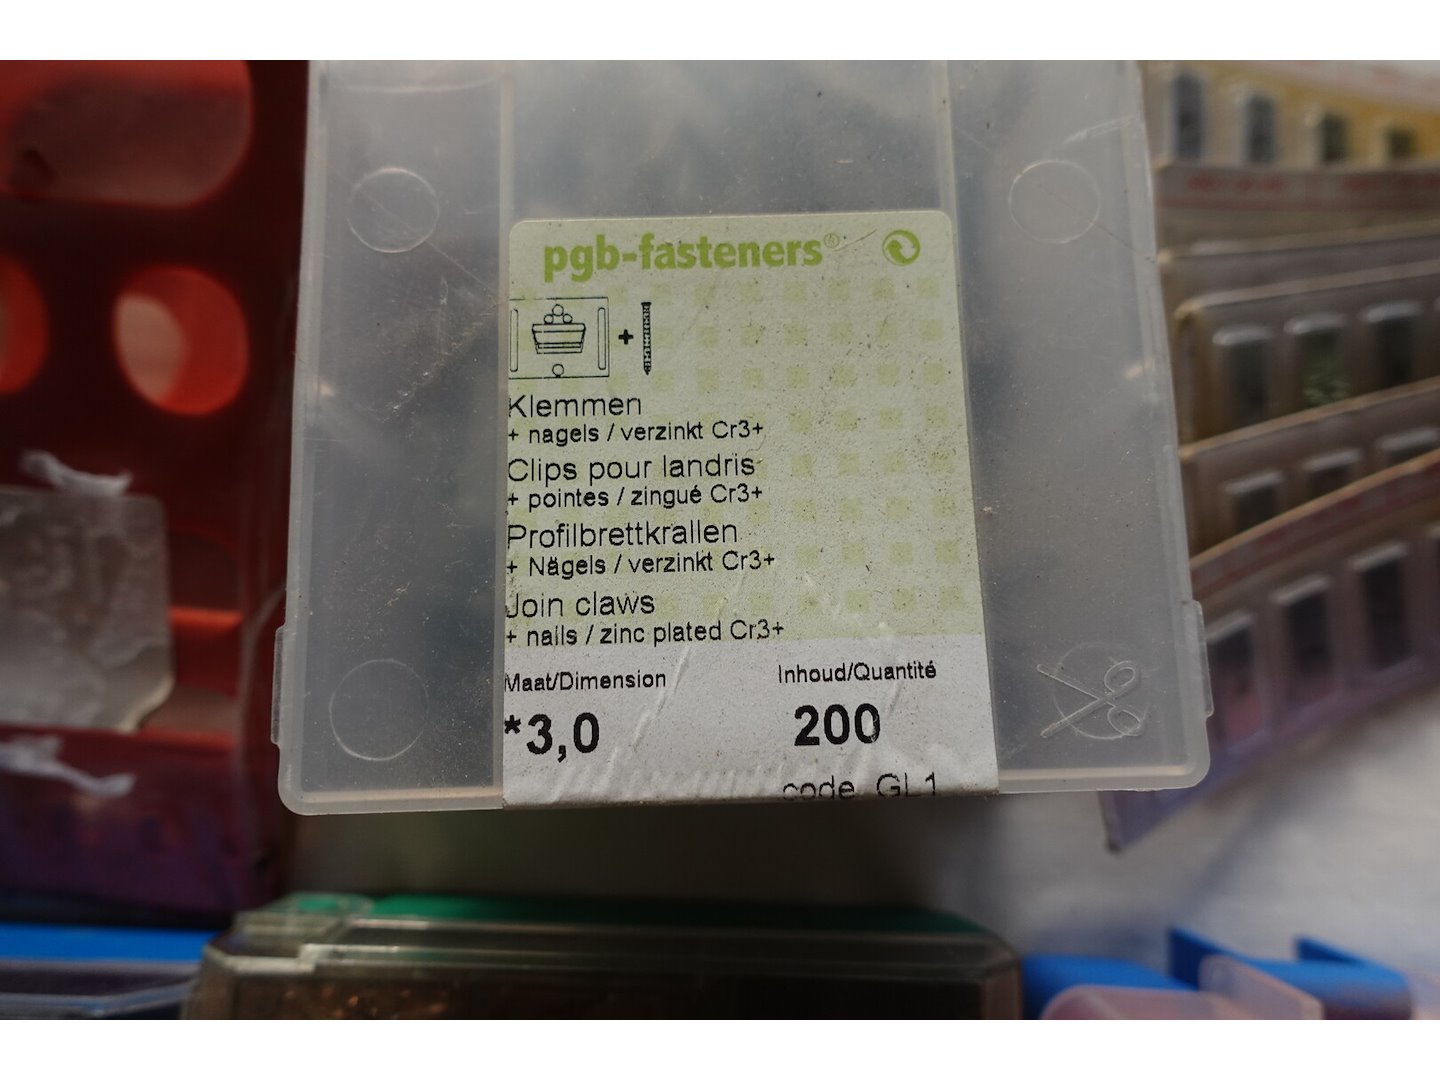 pgb-fasteners®
+
Klemmen
+ nagels / verzinkt Cr3+
Clips pour landris
+ pointes / zingué Cr3+
Profilbrettkrallen
+ Nägels / verzinkt Cr3+
Join claws
+ nails / zinc plated Cr3+
Maat/Dimension Inhoud/Quantité
*3,0 200
code GL1